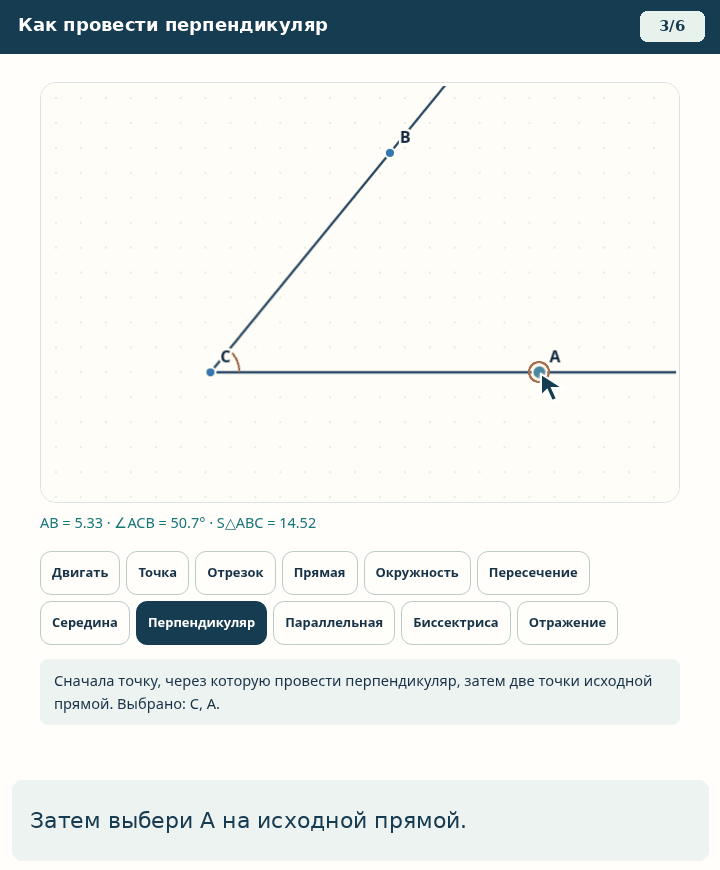 Как провести перпендикуляр
3/6
B
C
A
AB = 5.33 · ∠ACB = 50.7° · S△ABC = 14.52
Двигать
Точка
Отрезок
Прямая
Окружность
Пересечение
Середина
Перпендикуляр
Параллельная
Биссектриса
Отражение
Сначала точку, через которую провести перпендикуляр, затем две точки исходной
прямой. Выбрано: C, A.
Затем выбери A на исходной прямой.